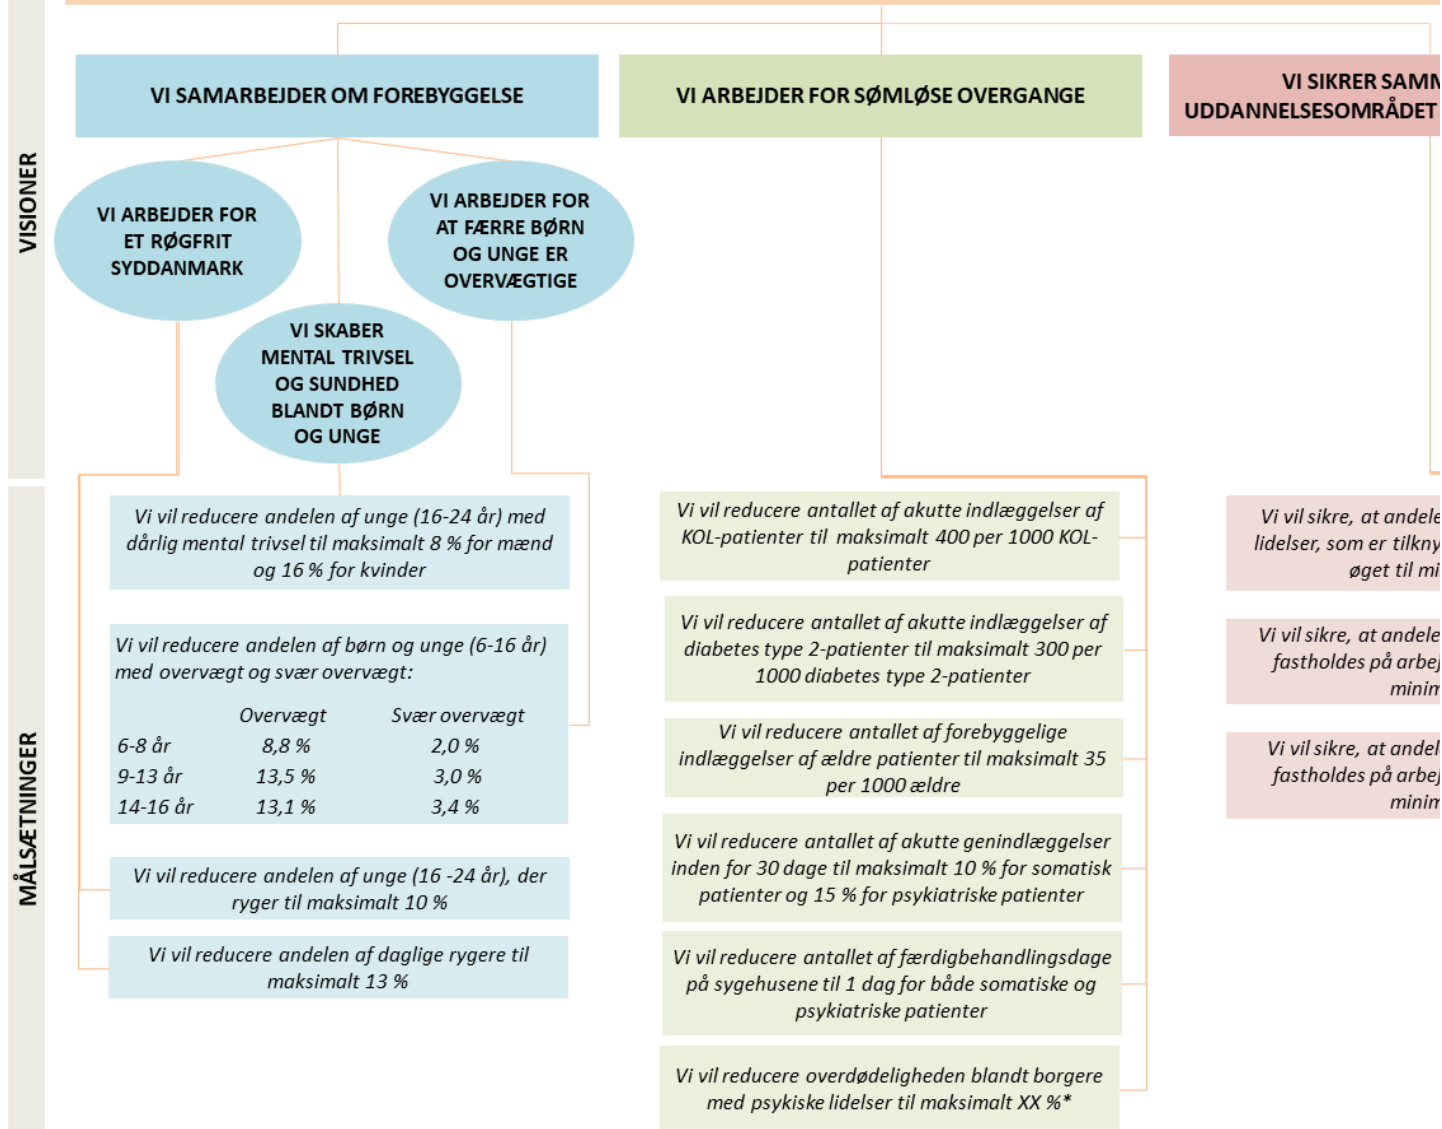 VISIONER
VI SAMARBEJDER OM FOREBYGGELSE
VI ARBEJDER FOR
ET RØGFRIT
SYDDANMARK
VI ARBEJDER FOR
AT FÆRRE BØRN
OG UNGE ER
OVERVÆGTIGE
VI SKABER
MENTAL TRIVSEL
OG SUNDHED
BLANDT BØRN
OG UNGE
VI ARBEJDER FOR SØMLØSE OVERGANGE
VI SIKRER SAMM
UDDANNELSESOMRÅDET
MÅLSÆTNINGER
Vi vil reducere andelen af unge (16-24 år) med
dårlig mental trivsel til maksimalt 8 % for mænd
og 16 % for kvinder
Vi vil reducere andelen af børn og unge (6-16 år)
med overvægt og svær overvægt:
Overvægt Svær overvægt
6-8 år 8,8 % 2,0 %
9-13 år 13,5 % 3,0 %
14-16 år 13,1 % 3,4 %
Vi vil reducere andelen af unge (16 -24 år), der
ryger til maksimalt 10 %
Vi vil reducere andelen af daglige rygere til
maksimalt 13 %
Vi vil reducere antallet af akutte indlæggelser af
KOL-patienter til maksimalt 400 per 1000 KOL-
patienter
Vi vil reducere antallet af akutte indlæggelser af
diabetes type 2-patienter til maksimalt 300 per
1000 diabetes type 2-patienter
Vi vil reducere antallet af forebyggelige
indlæggelser af ældre patienter til maksimalt 35
per 1000 ældre
Vi vil reducere antallet af akutte genindlæggelser
inden for 30 dage til maksimalt 10 % for somatisk
patienter og 15 % for psykiatriske patienter
Vi vil reducere antallet af færdigbehandlingsdage
på sygehusene til 1 dag for både somatiske og
psykiatriske patienter
Vi vil reducere overdødeligheden blandt borgere
med psykiske lidelser til maksimalt XX %*
Vi vil sikre, at andele
lidelser, som er tilkny
øget til mi
Vi vil sikre, at andele
fastholdes på arbej
minim
Vi vil sikre, at andel
fastholdes på arbej
minim